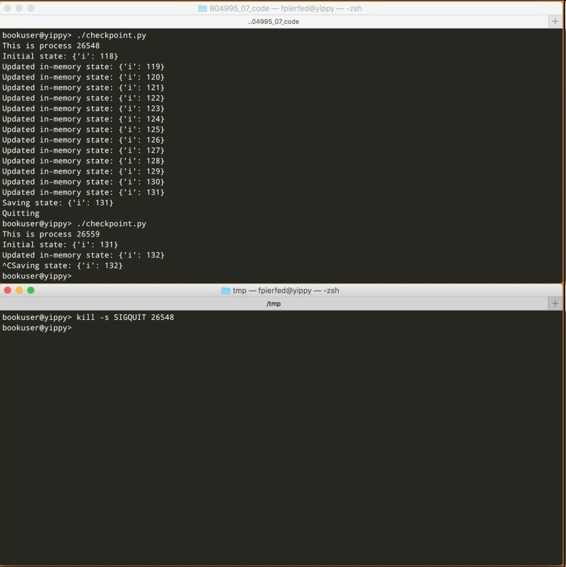 B04995_07_code — fpierfed@yippy — -zsh
..04995_07_code
bookuser@yippy> ./checkpoint.py
This is process 26548
Initial state: {'i': 118}
Updated in-memory state: {'i': 119}
Updated in-memory state: {'i': 120}
Updated in-memory state: {'i': 121}
Updated in-memory state: {'i': 122}
Updated in-memory state: {'i': 123}
Updated in-memory state: {'i': 124}
Updated in-memory state: {'i': 125}
Updated in-memory state: {'i': 126}
Updated in-memory state: {'i': 127}
Updated in-memory state: {'i': 128}
Updated in-memory state: {'i': 129}
Updated in-memory state: {'i': 130}
Updated in-memory state: {'i': 131}
Saving state: {'i': 131}
Quitting
bookuser@yippy> ./checkpoint.py
This is process 26559
Initial state: {'i': 131}
Updated in-memory state: {'i': 132}
^CSaving state: {'i': 132}
bookuser@yippy>
tmp — fpierfed@yippy — -zsh
/tmp
bookuser@yippy> kill -s SIGQUIT 26548
bookuser@yippy>